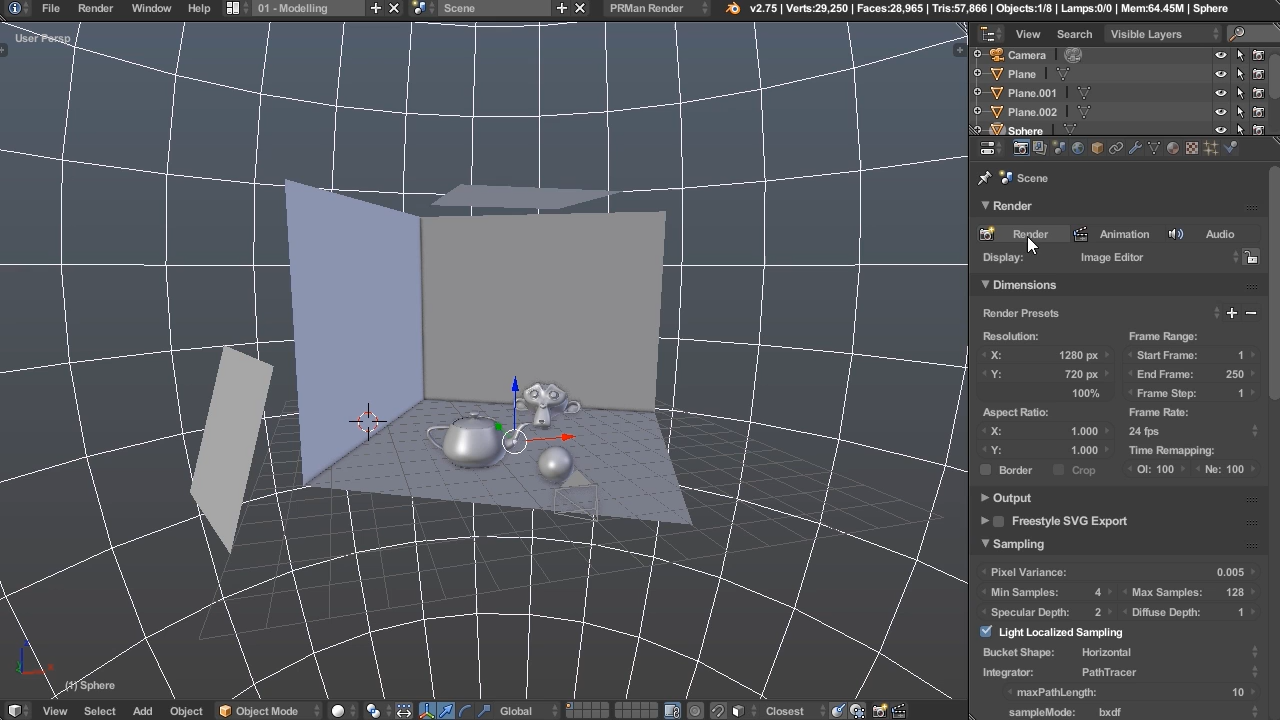 File Render Window Help 01 - Modelling Scene PRMan Render v2.75 | Verts:29,250 | Faces:28,965 | Tris:57,866 | Objects:1/8 | Lamps:0/0 | Mem:64.45M | Sphere
User Persp
View Search Visible Layers
Camera
Plane
Plane.001
Plane.002
Sphere
Scene
Render
Render Animation Audio
Display: Image Editor
Dimensions
Render Presets
Resolution: Frame Range:
X: 1280 px Start Frame: 1
Y: 720 px End Frame: 250
100% Frame Step: 1
Aspect Ratio: Frame Rate:
X: 1.000 24 fps
Y: 1.000 Time Remapping:
Border Crop Ol: 100 Ne: 100
Output
Freestyle SVG Export
Sampling
Pixel Variance: 0.005
Min Samples: 4 Max Samples: 128
Specular Depth: 2 Diffuse Depth: 1
Light Localized Sampling
Bucket Shape: Horizontal
Integrator: PathTracer
maxPathLength: 10
sampleMode: bxdf
(1) Sphere
View Select Add Object Object Mode Global Closest